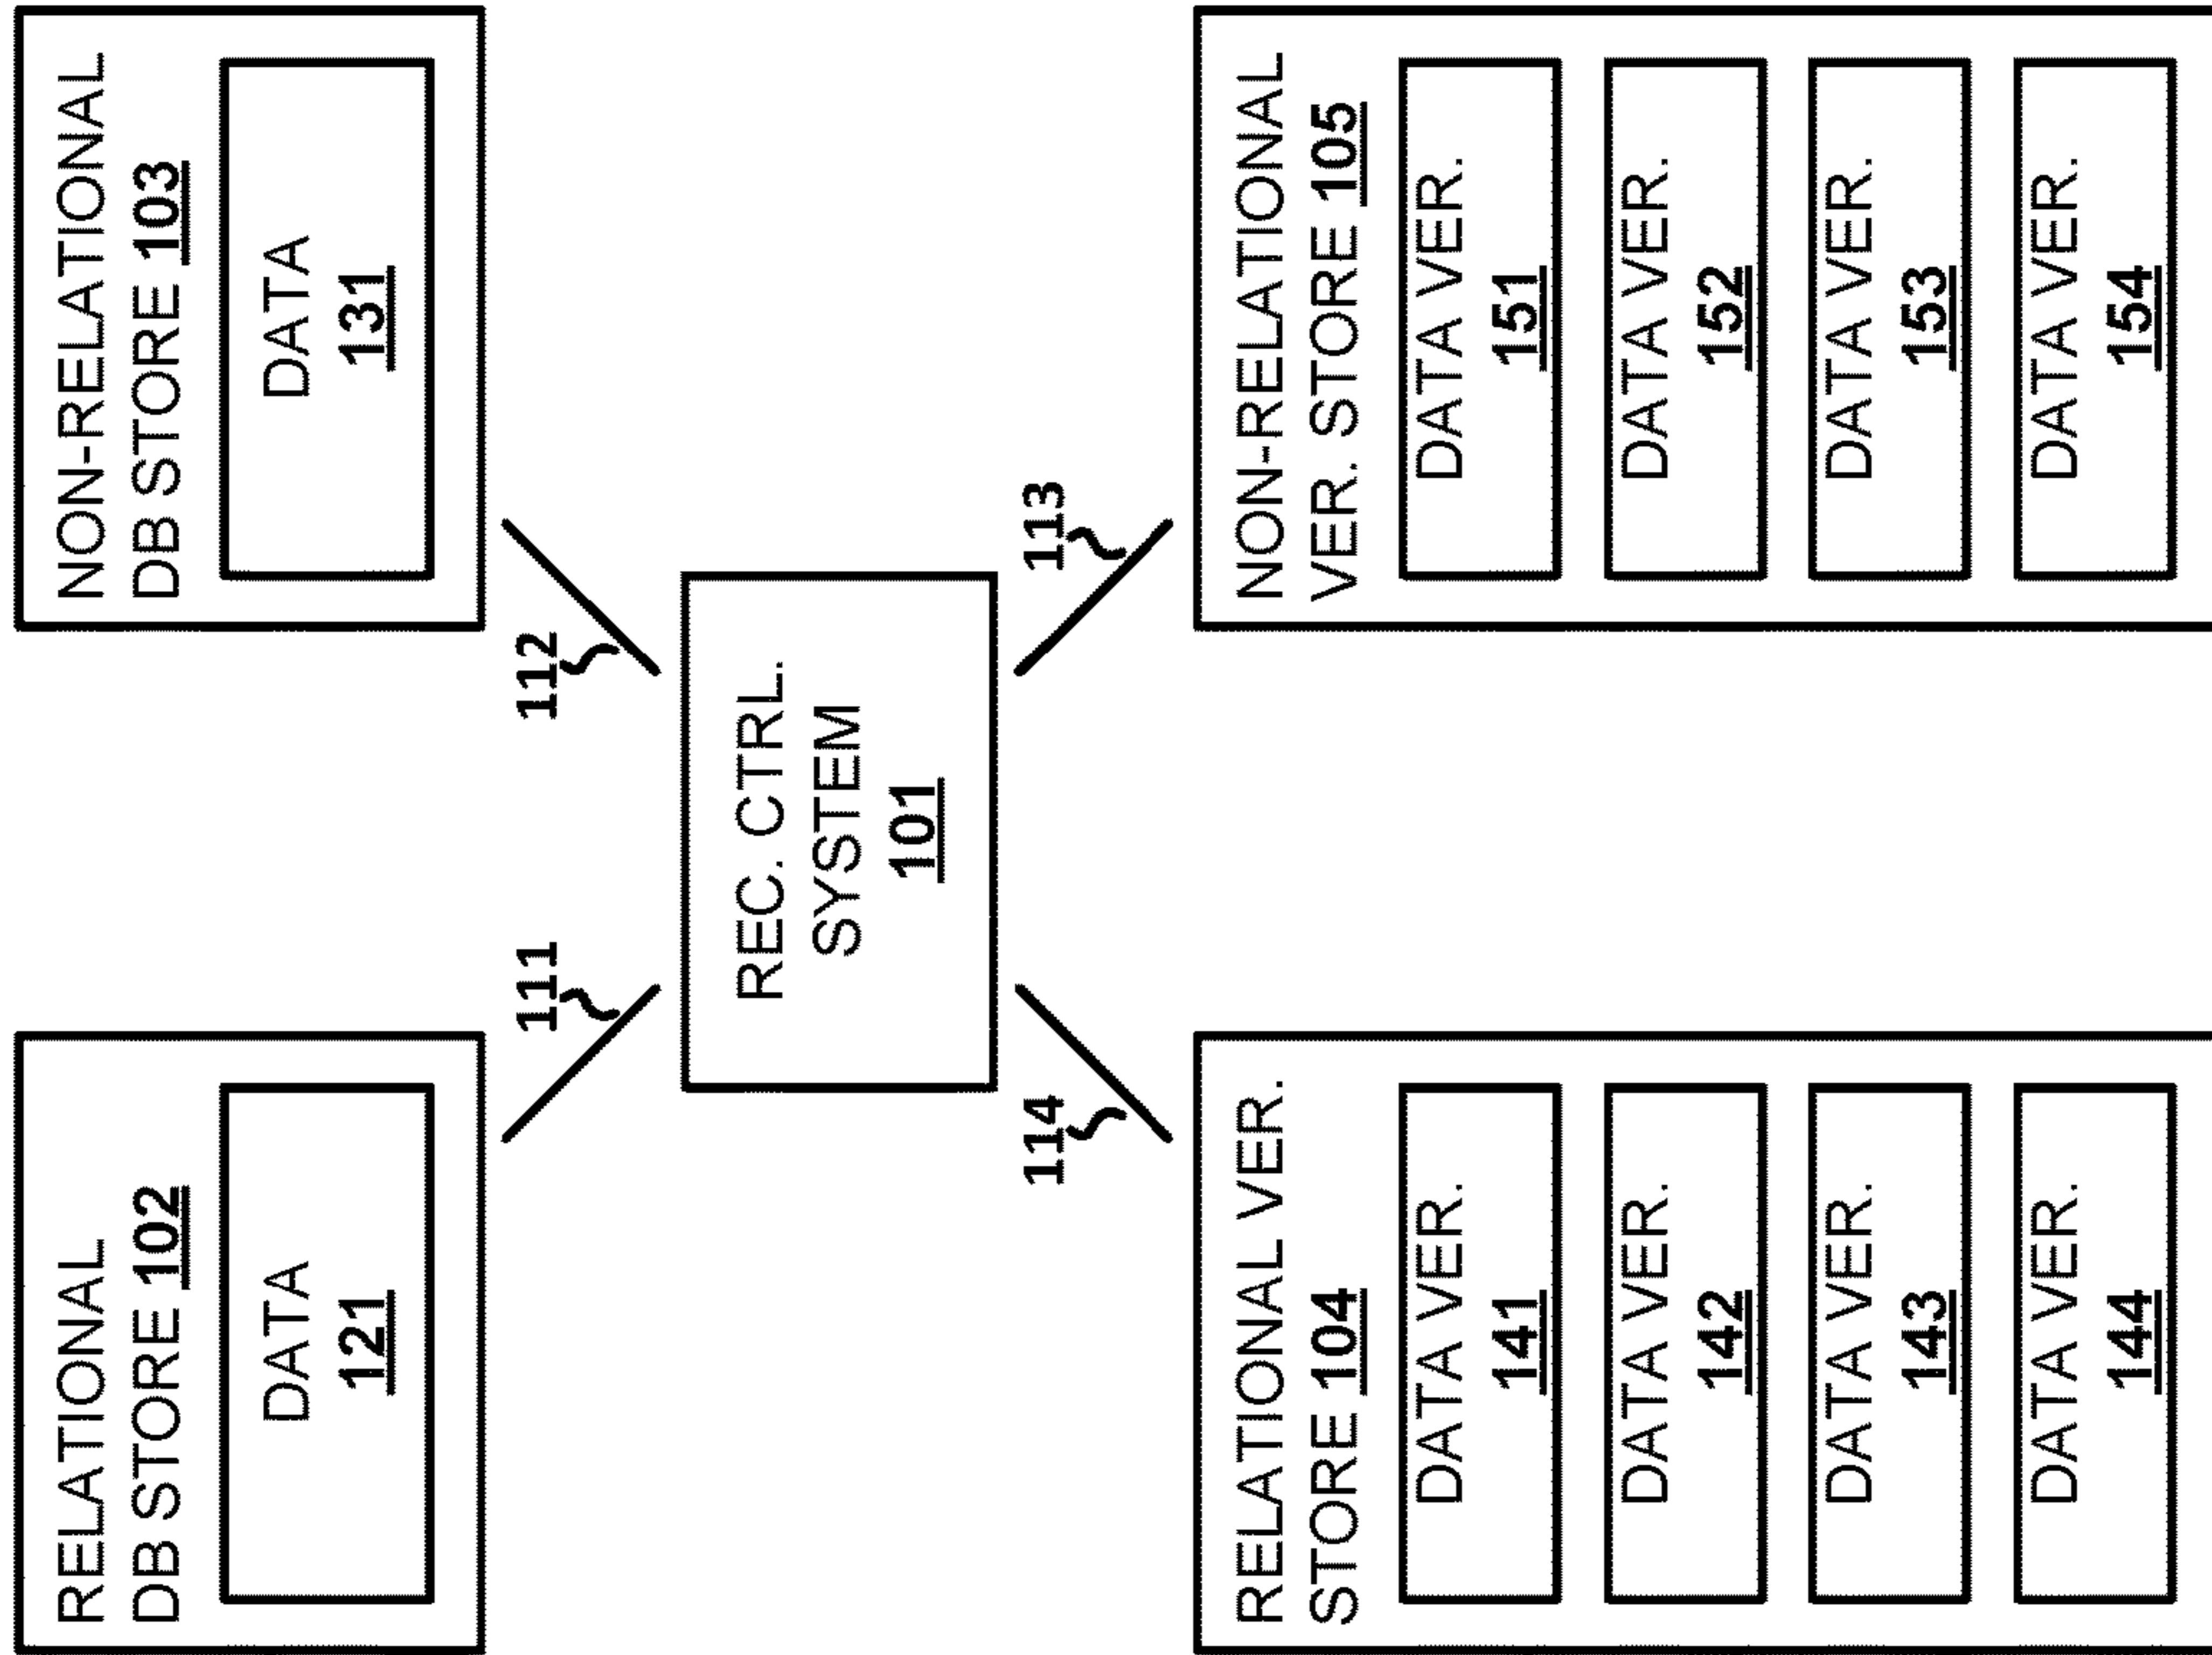 RELATIONAL
DB STORE 102
DATA
121
NON-RELATIONAL
DB STORE 103
DATA
131
111
112
REC. CTRL.
SYSTEM
101
114
113
RELATIONAL VER.
STORE 104
DATA VER.
141
DATA VER.
142
DATA VER.
143
DATA VER.
144
NON-RELATIONAL
VER. STORE 105
DATA VER.
151
DATA VER.
152
DATA VER.
153
DATA VER.
154